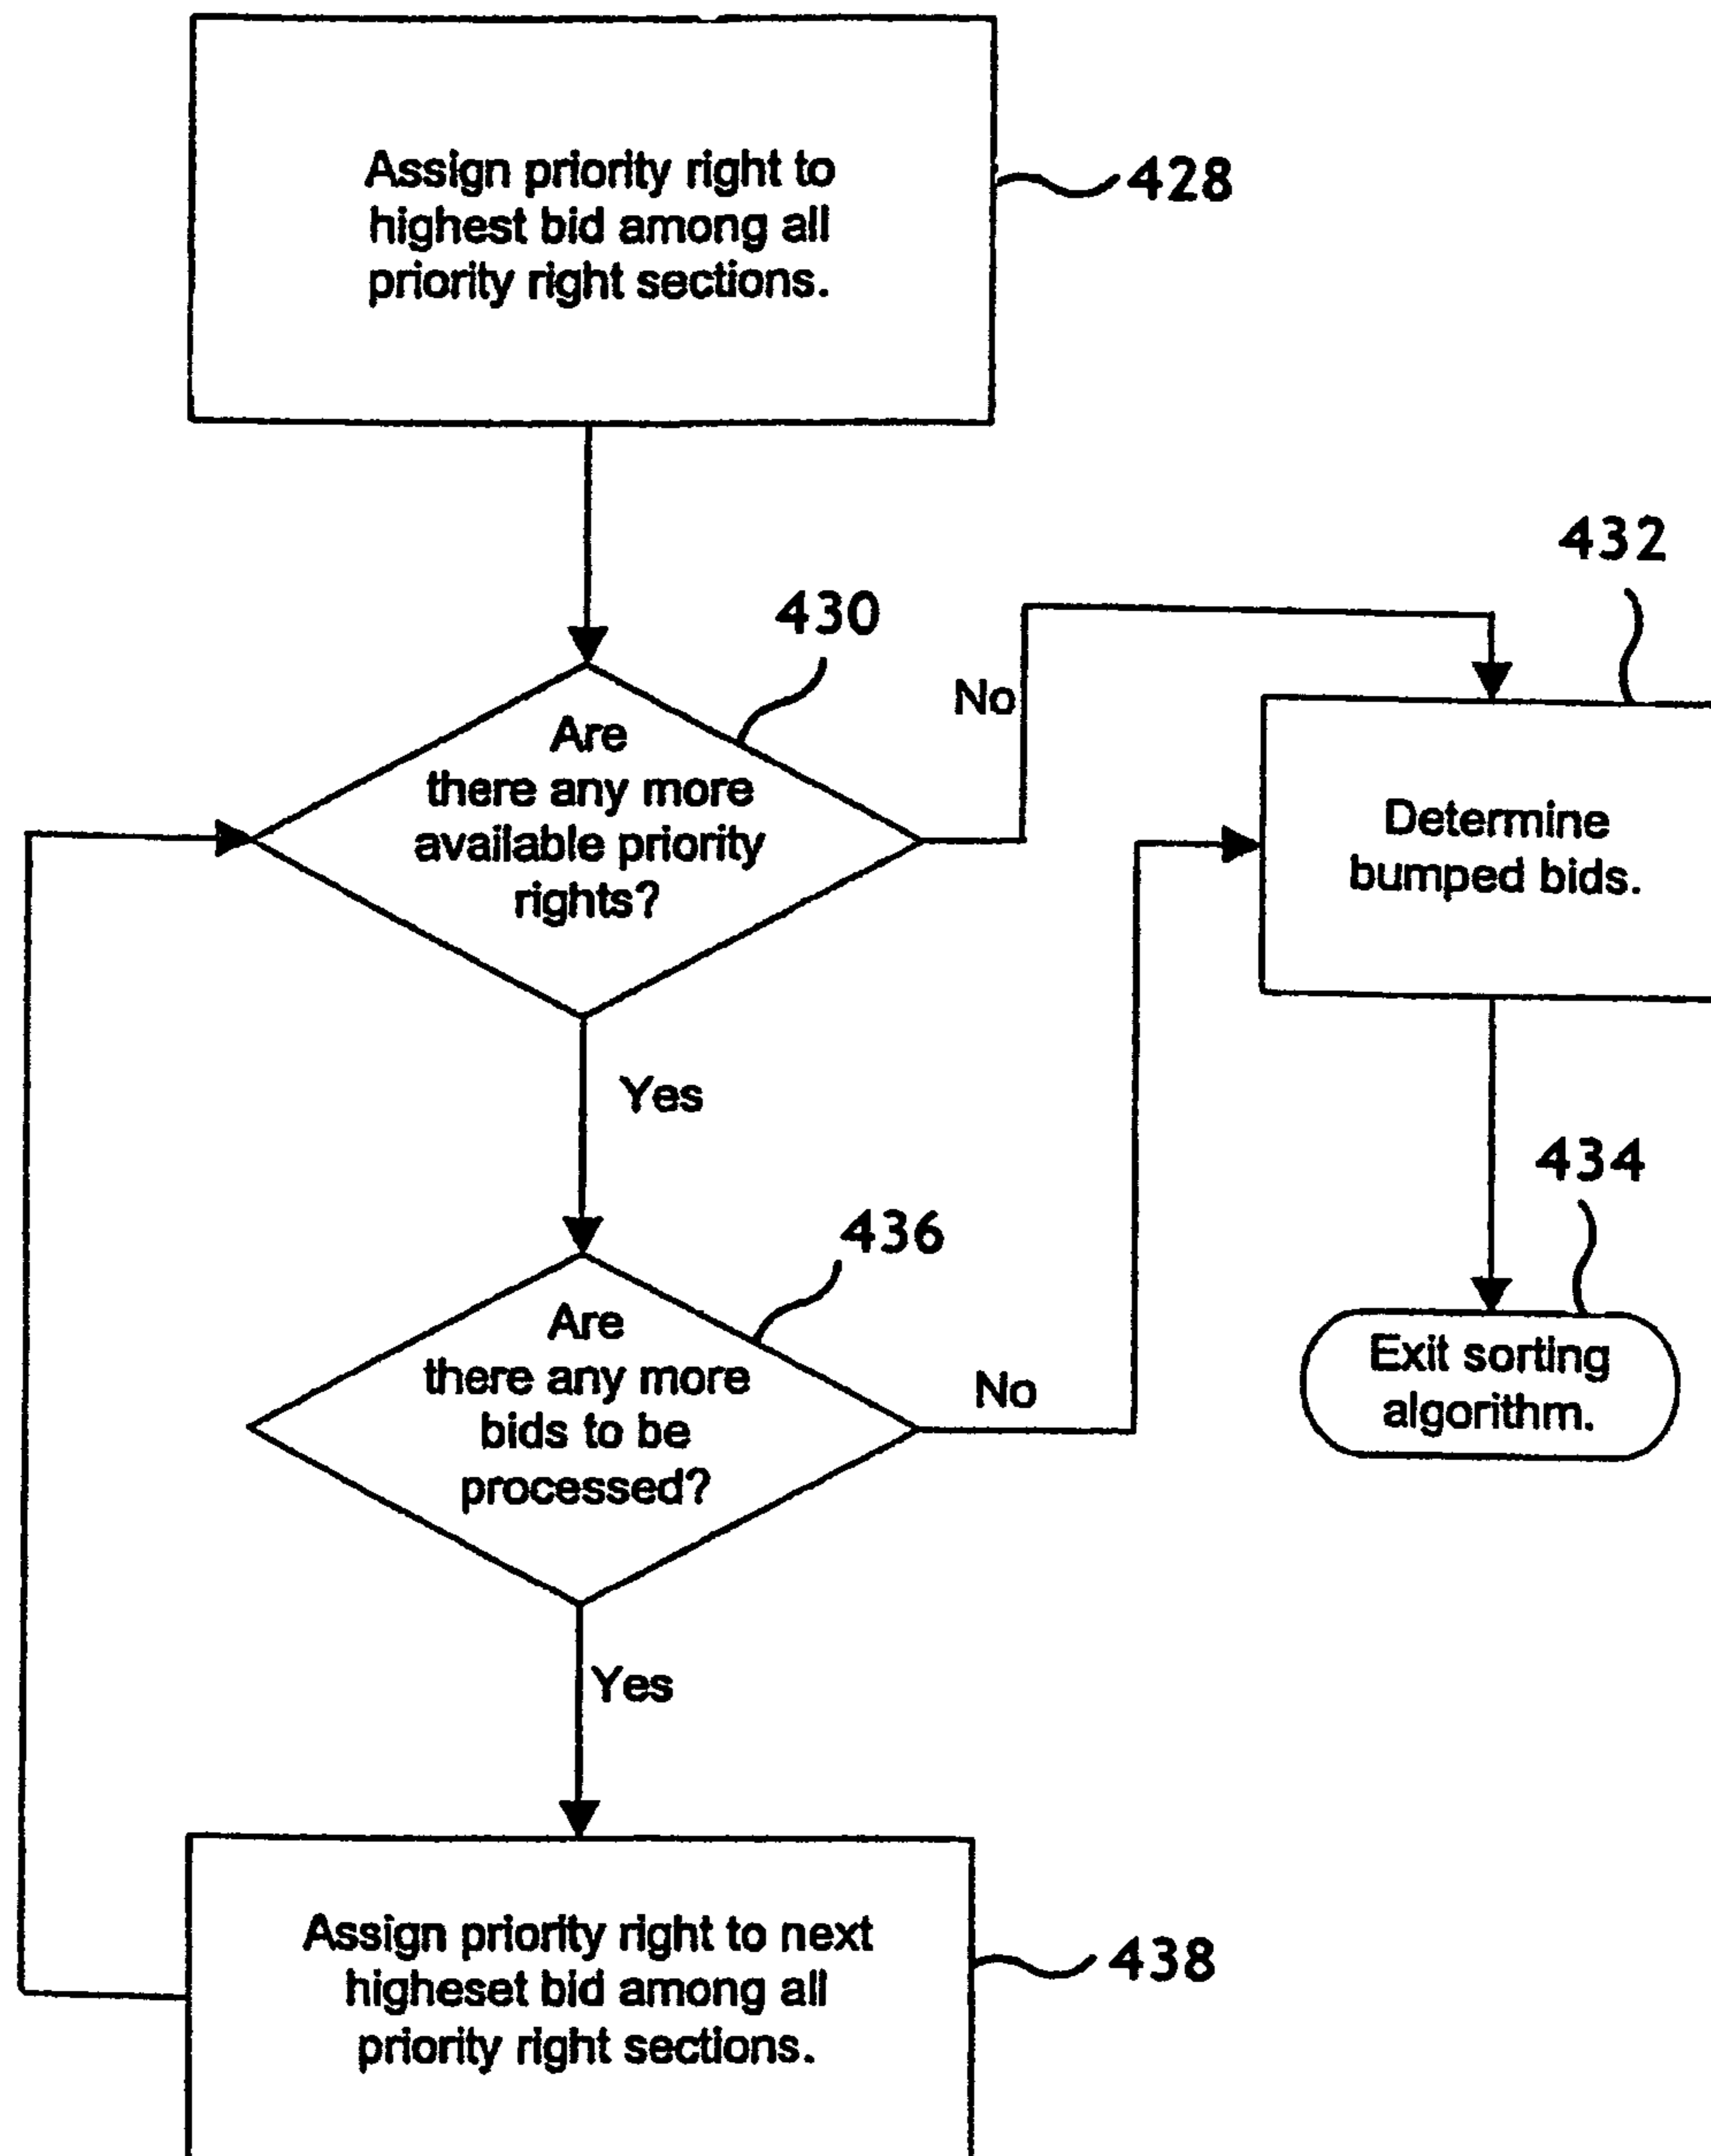 Assign priority right to
highest bid among all
priority right sections.
428
432
430
No
Are
there any more
available priority
rights?
Determine
bumped bids.
Yes
434
436
Are
there any more
bids to be
processed?
No
Exit sorting
algorithm.
Yes
Assign priority right to next
higheset bid among all
priority right sections.
438